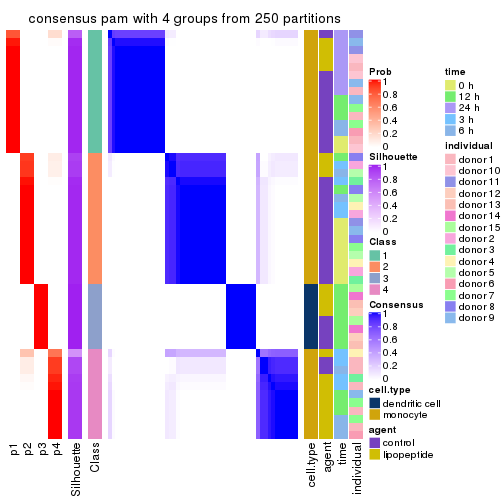 consensus pam with 4 groups from 250 partitions
p1
p2
p3
p4
Silhouette
Class
cell.type
agent
time
individual
Prob
1
0.8
0.6
0.4
0.2
0
Silhouette
1
0.8
0.6
0.4
0.2
0
Class
1
2
3
4
Consensus
1
0.8
0.6
0.4
0.2
0
cell.type
dendritic cell
monocyte
agent
control
lipopeptide
time
0 h
12 h
24 h
3 h
6 h
individual
donor 1
donor 10
donor 11
donor 12
donor 13
donor 14
donor 15
donor 2
donor 3
donor 4
donor 5
donor 6
donor 7
donor 8
donor 9